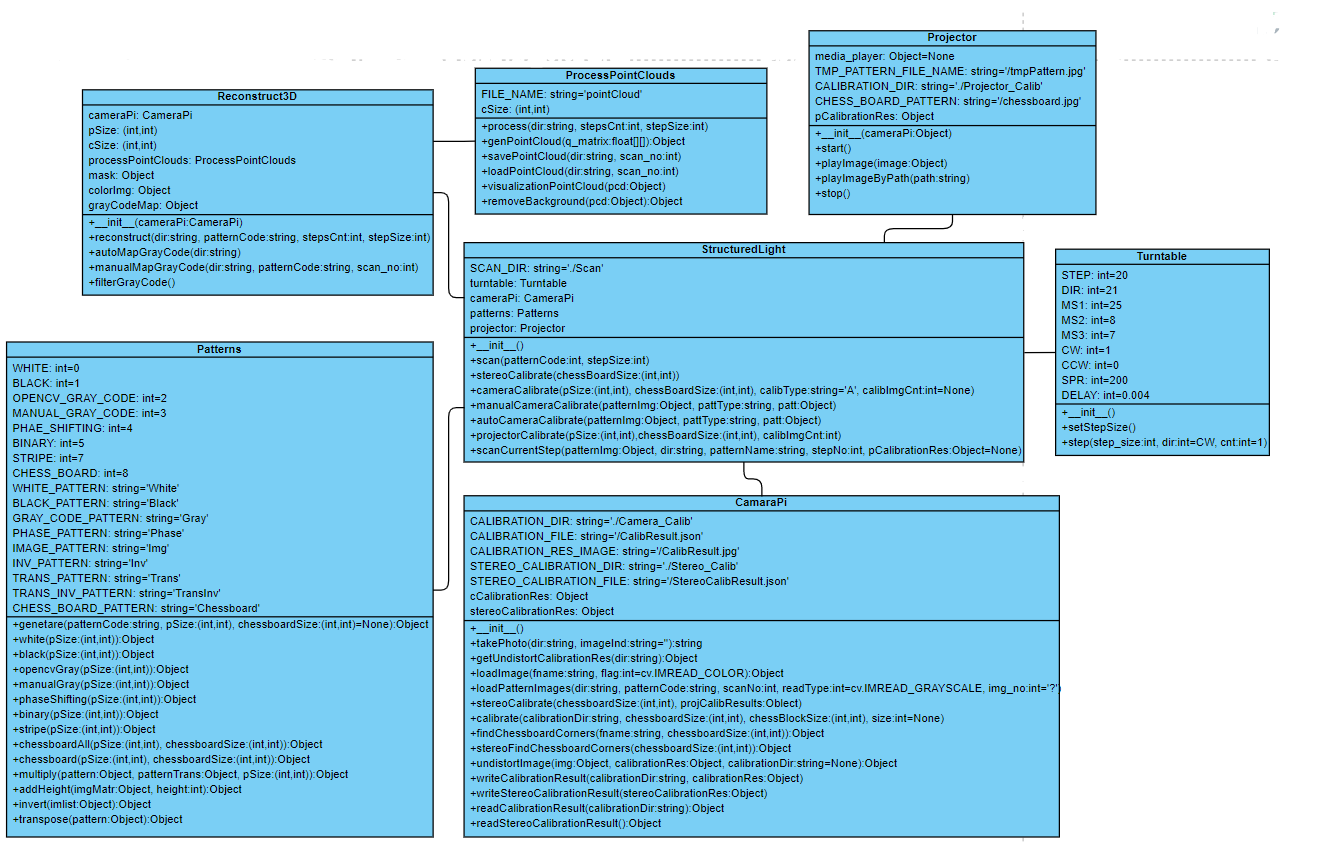 Projector
media_player: Object=None
TMP_PATTERN_FILE_NAME: string='/tmpPattern.jpg'
CALIBRATION_DIR: string='./Projector_Calib'
CHESS_BOARD_PATTERN: string='/chessboard.jpg'
pCalibrationRes: Object
+__init__(cameraPi:Object)
+start()
+playImage(image:Object)
+playImageByPath(path:string)
+stop()
ProcessPointClouds
FILE_NAME: string='pointCloud'
cSize: (int,int)
+process(dir:string, stepsCnt:int, stepSize:int)
+genPointCloud(q_matrix:float[][]):Object
+savePointCloud(dir:string, scan_no:int)
+loadPointCloud(dir:string, scan_no:int)
+visualizationPointCloud(pcd:Object)
+removeBackground(pcd:Object):Object
Reconstruct3D
cameraPi: CameraPi
pSize: (int,int)
cSize: (int,int)
processPointClouds: ProcessPointClouds
mask: Object
colorImg: Object
grayCodeMap: Object
+__init__(cameraPi:CameraPi)
+reconstruct(dir:string, patternCode:string, stepsCnt:int, stepSize:int)
+autoMapGrayCode(dir:string)
+manualMapGrayCode(dir:string, patternCode:string, scan_no:int)
+filterGrayCode()
StructuredLight
SCAN_DIR: string='./Scan'
turntable: Turntable
cameraPi: CameraPi
patterns: Patterns
projector: Projector
+__init__()
+scan(patternCode:int, stepSize:int)
+stereoCalibrate(chessBoardSize:(int,int))
+cameraCalibrate(pSize:(int,int), chessBoardSize:(int,int), calibType:string='A', calibImgCnt:int=None)
+manualCameraCalibrate(patternImg:Object, pattType:string, patt:Object)
+autoCameraCalibrate(patternImg:Object, pattType:string, patt:Object)
+projectorCalibrate(pSize:(int,int),chessBoardSize:(int,int), calibImgCnt:int)
+scanCurrentStep(patternImg:Object, dir:string, patternName:string, stepNo:int, pCalibrationRes:Object=None)
Turntable
STEP: int=20
DIR: int=21
MS1: int=25
MS2: int=8
MS3: int=7
CW: int=1
CCW: int=0
SPR: int=200
DELAY: int=0.004
+__init__()
+setStepSize()
+step(step_size:int, dir:int=CW, cnt:int=1)
Patterns
WHITE: int=0
BLACK: int=1
OPENCV_GRAY_CODE: int=2
MANUAL_GRAY_CODE: int=3
PHAE_SHIFTING: int=4
BINARY: int=5
STRIPE: int=7
CHESS_BOARD: int=8
WHITE_PATTERN: string='White'
BLACK_PATTERN: string='Black'
GRAY_CODE_PATTERN: string='Gray'
PHASE_PATTERN: string='Phase'
IMAGE_PATTERN: string='Img'
INV_PATTERN: string='Inv'
TRANS_PATTERN: string='Trans'
TRANS_INV_PATTERN: string='TransInv'
CHESS_BOARD_PATTERN: string='Chessboard'
+genetare(patternCode:string, pSize:(int,int), chessboardSize:(int,int)=None):Object
+white(pSize:(int,int)):Object
+black(pSize:(int,int)):Object
+opencvGray(pSize:(int,int)):Object
+manualGray(pSize:(int,int)):Object
+phaseShifting(pSize:(int,int)):Object
+binary(pSize:(int,int)):Object
+stripe(pSize:(int,int)):Object
+chessboardAll(pSize:(int,int), chessboardSize:(int,int)):Object
+chessboard(pSize:(int,int), chessboardSize:(int,int)):Object
+multiply(pattern:Object, patternTrans:Object, pSize:(int,int)):Object
+addHeight(imgMatr:Object, height:int):Object
+invert(imlist:Object):Object
+transpose(pattern:Object):Object
CamaraPi
CALIBRATION_DIR: string='./Camera_Calib'
CALIBRATION_FILE: string='/CalibResult.json'
CALIBRATION_RES_IMAGE: string='/CalibResult.jpg'
STEREO_CALIBRATION_DIR: string='./Stereo_Calib'
STEREO_CALIBRATION_FILE: string='/StereoCalibResult.json'
cCalibrationRes: Object
stereoCalibrationRes: Object
+__init__()
+takePhoto(dir:string, imageInd:string=''):string
+getUndistortCalibrationRes(dir:string):Object
+loadImage(fname:string, flag:int=cv.IMREAD_COLOR):Object
+loadPatternImages(dir:string, patternCode:string, scanNo:int, readType:int=cv.IMREAD_GRAYSCALE, img_no:int='?')
+stereoCalibrate(chessboardSize:(int,int), projCalibResults:Oblect)
+calibrate(calibrationDir:string, chessboardSize:(int,int), chessBlockSize:(int,int), size:int=None)
+findChessboardCorners(fname:string, chessboardSize:(int,int)):Object
+stereoFindChessboardCorners(chessboardSize:(int,int)):Object
+undistortImage(img:Object, calibrationRes:Object, calibrationDir:string=None):Object
+writeCalibrationResult(calibrationDir:string, calibrationRes:Object)
+writeStereoCalibrationResult(stereoCalibrationRes:Object)
+readCalibrationResult(calibrationDir:string):Object
+readStereoCalibrationResult():Object